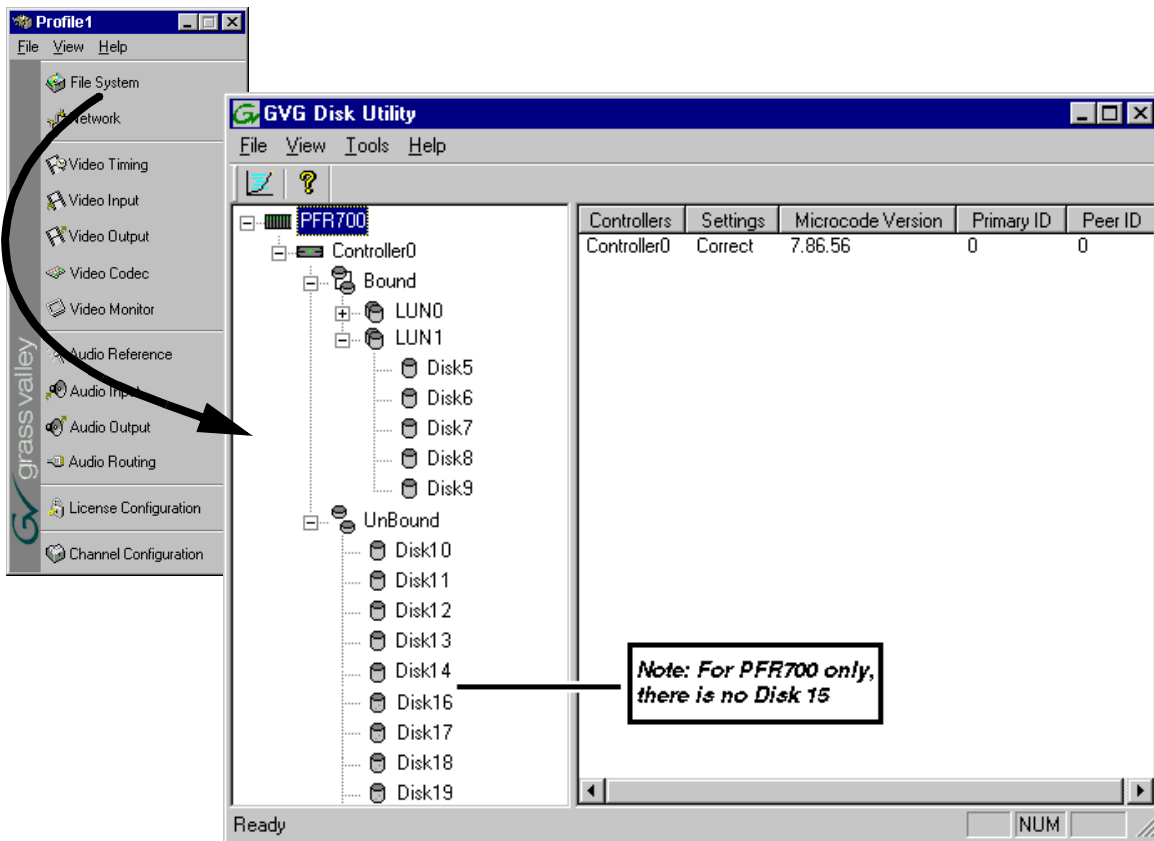 Profile1
File View Help
File System
Network
Video Timing
Video Input
Video Output
Video Codec
Video Monitor
Audio Reference
Audio Input
Audio Output
Audio Routing
License Configuration
Channel Configuration
grass valley
GVG Disk Utility
File View Tools Help
PFR700
Controller0
Bound
LUN0
LUN1
Disk5
Disk6
Disk7
Disk8
Disk9
UnBound
Disk10
Disk11
Disk12
Disk13
Disk14
Disk16
Disk17
Disk18
Disk19
Controllers Settings Microcode Version Primary ID Peer ID
Controller0 Correct 7.86.56 0 0
Note: For PFR700 only,
there is no Disk 15
Ready NUM